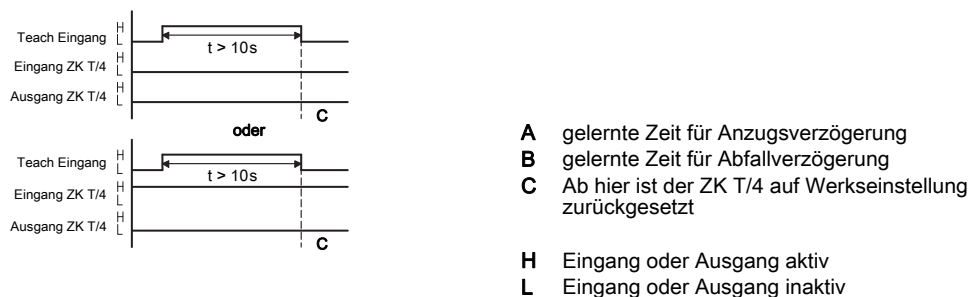 H
Teach Eingang
L
t > 10s
H
Eingang ZK T/4
L
H
Ausgang ZK T/4
L
C
oder
H
Teach Eingang
L
t > 10s
H
Eingang ZK T/4
L
H
Ausgang ZK T/4
L
C
A gelernte Zeit für Anzugsverzögerung
B gelernte Zeit für Abfallverzögerung
C Ab hier ist der ZK T/4 auf Werkseinstellung
zurückgesetzt
H Eingang oder Ausgang aktiv
L Eingang oder Ausgang inaktiv